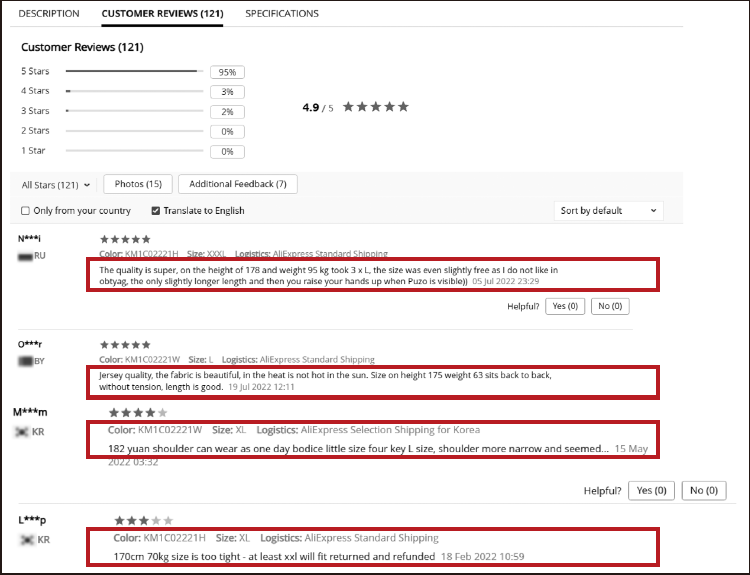 DESCRIPTION CUSTOMER REVIEWS (121) SPECIFICATIONS
Customer Reviews (121)
5 Stars 95%
4 Stars 3%
3 Stars 2%
2 Stars 0%
1 Star 0%
4.9 / 5
All Stars (121) Photos (15) Additional Feedback (7)
Only from your country Translate to English Sort by default
N***i
RU
Color: KM1C02221H Size: XXXL Logistics: AliExpress Standard Shipping
The quality is super, on the height of 178 and weight 95 kg took 3 x L, the size was even slightly free as I do not like in
obtyag, the only slightly longer length and then you raise your hands up when Puzo is visible)) 05 Jul 2022 23:29
Helpful? Yes (0) No (0)
O***r
BY
Color: KM1C02221W Size: L Logistics: AliExpress Standard Shipping
Jersey quality, the fabric is beautiful, in the heat is not hot in the sun. Size on height 175 weight 63 sits back to back,
without tension, length is good. 19 Jul 2022 12:11
M***m
KR
Color: KM1C02221W Size: XL Logistics: AliExpress Selection Shipping for Korea
182 yuan shoulder can wear as one day bodice little size four key L size, shoulder more narrow and seemed... 15 May
2022 03:32
Helpful? Yes (0) No (0)
L***p
KR
Color: KM1C02221H Size: XL Logistics: AliExpress Standard Shipping
170cm 70kg size is too tight - at least xxl will fit returned and refunded 18 Feb 2022 10:59